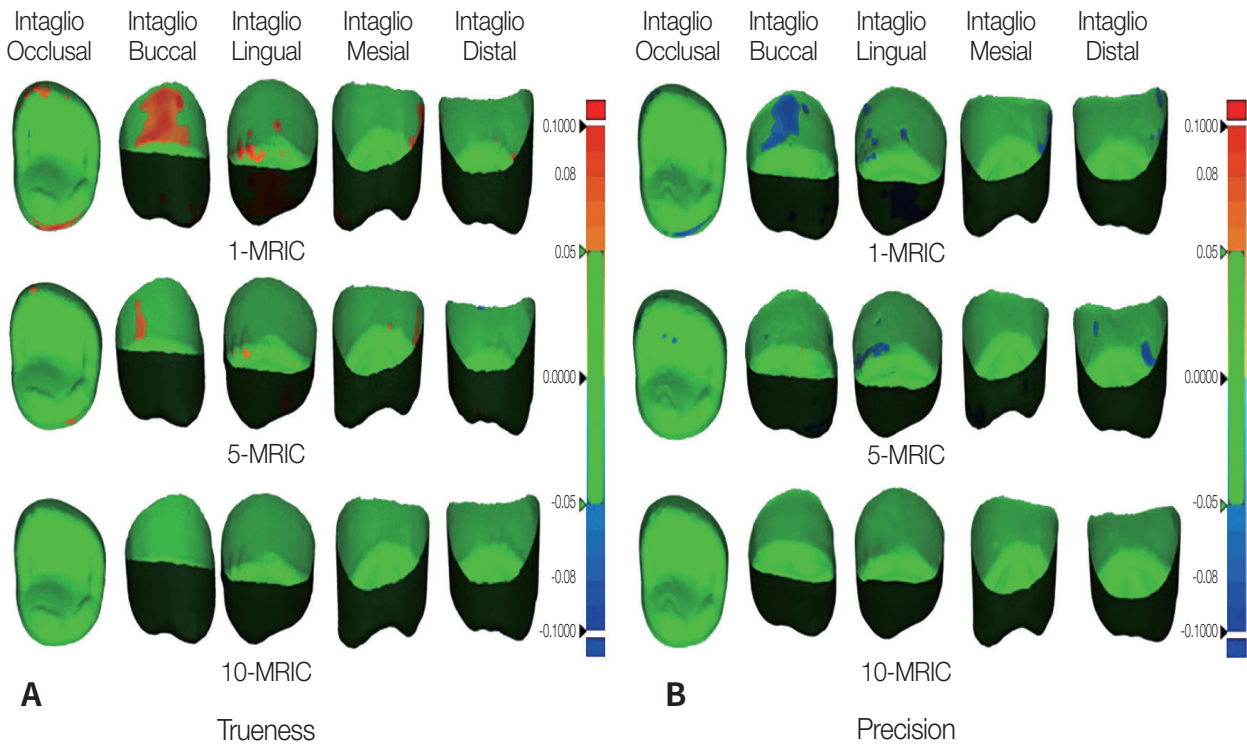 Intaglio Occlusal
Intaglio Buccal
Intaglio Lingual
Intaglio Mesial
Intaglio Distal
1-MRIC
5-MRIC
10-MRIC
0.1000
0.08
0.05
0.0000
-0.05
-0.08
-0.1000
A
Trueness
Intaglio Occlusal
Intaglio Buccal
Intaglio Lingual
Intaglio Mesial
Intaglio Distal
1-MRIC
5-MRIC
10-MRIC
0.1000
0.08
0.05
0.0000
-0.05
-0.08
-0.1000
B
Precision